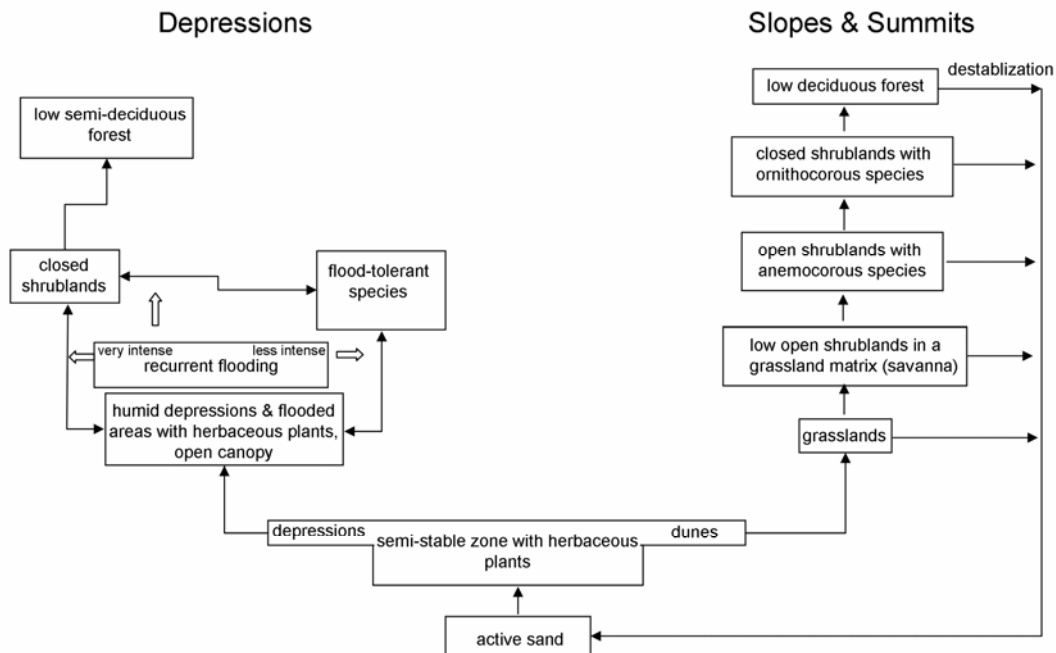 Depressions
Slopes & Summits
destablization
low deciduous forest
low semi-deciduous
forest
closed shrublands with
ornithocorous species
closed
shrublands
flood-tolerant
species
open shrublands with
anemocorous species
very intense
less intense
recurrent flooding
low open shrublands in a
grassland matrix (savanna)
humid depressions & flooded
areas with herbaceous plants,
open canopy
grasslands
depressions
dunes
semi-stable zone with herbaceous
plants
active sand